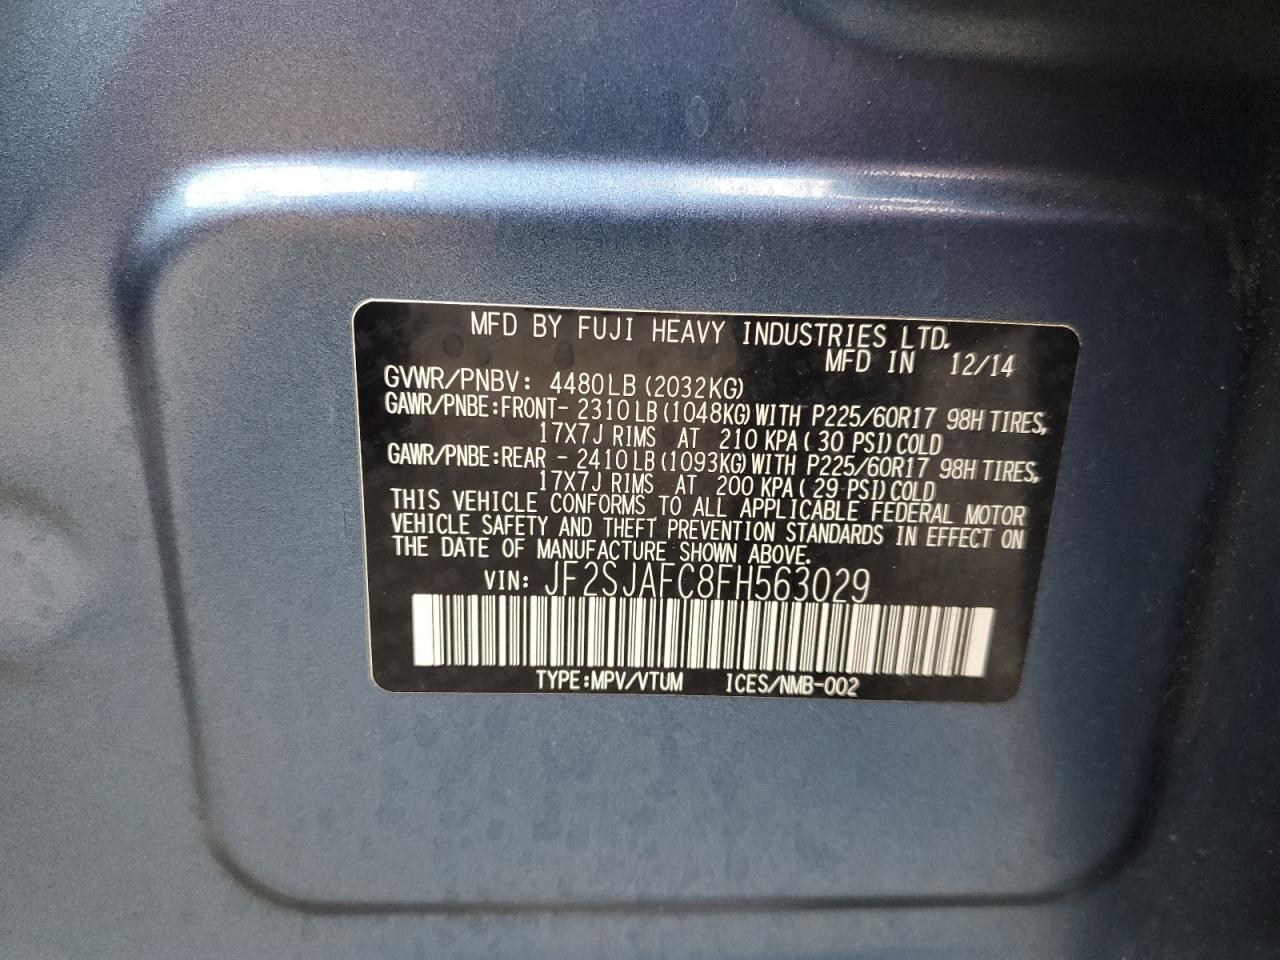 MFD BY FUJI HEAVY INDUSTRIES LTD.
MFD IN 12/14
GVWR/PNBV: 4480LB (2032KG)
GAWR/PNBE:FRONT- 2310LB (1048KG)WITH P225/60R17 98H TIRES,
17X7J RIMS AT 210 KPA( 30 PSI)COLD
GAWR/PNBE:REAR - 2410LB (1093KG)WITH P225/60R17 98H TIRES,
17X7J RIMS AT 200 KPA( 29 PSI)COLD
THIS VEHICLE CONFORMS TO ALL APPLICABLE FEDERAL MOTOR
VEHICLE SAFETY AND THEFT PREVENTION STANDARDS IN EFFECT ON
THE DATE OF MANUFACTURE SHOWN ABOVE.
VIN: JF2SJAFC8FH563029
TYPE:MPV/VTUM ICES/NMB-002